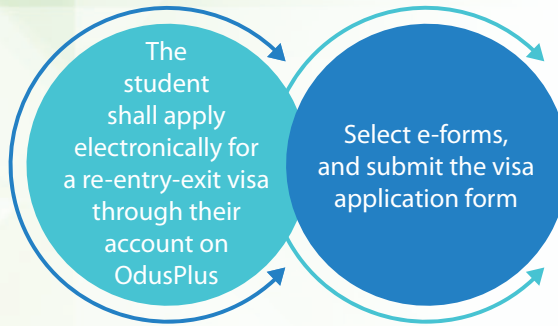 The
student
shall apply
electronically for
a re-entry-exit visa
through their
account on
OdusPlus
Select e-forms,
and submit the visa
application form